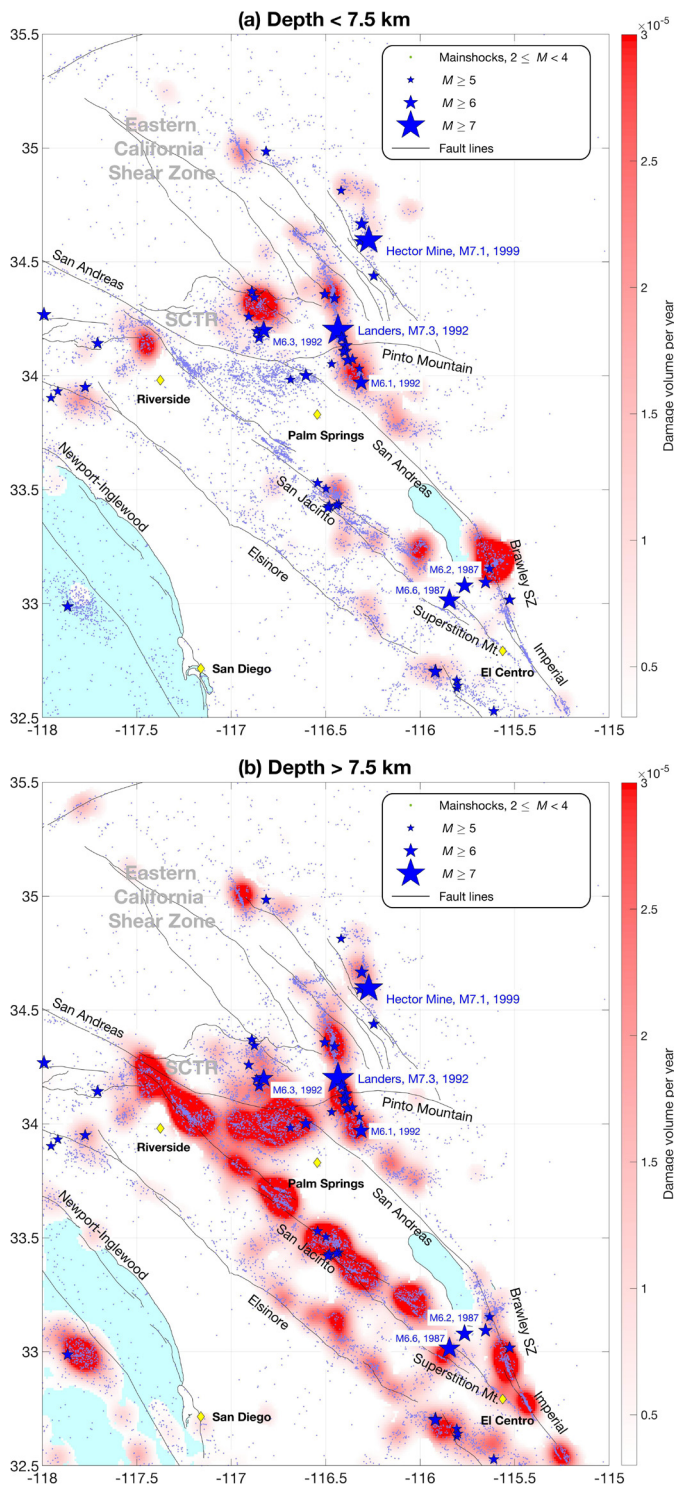 (a) Depth < 7.5 km
×10⁻⁵
35.5
3
Mainshocks, 2 ≤ M < 4
M ≥ 5
M ≥ 6
M ≥ 7
Fault lines
Eastern
California
Shear Zone
35
2.5
Hector Mine, M7.1, 1999
San Andreas
34.5
2
SCTR
Landers, M7.3, 1992
M6.3, 1992
Pinto Mountain
34
M6.1, 1992
Riverside
Palm Springs
1.5
Damage volume per year
Newport-Inglewood
San Andreas
33.5
San Jacinto
Elsinore
1
Brawley SZ
M6.2, 1987
M6.6, 1987
33
Superstition Mt.
Imperial
San Diego
El Centro
0.5
32.5
-118
-117.5
-117
-116.5
-116
-115.5
-115
(b) Depth > 7.5 km
×10⁻⁵
35.5
3
Mainshocks, 2 ≤ M < 4
M ≥ 5
M ≥ 6
M ≥ 7
Fault lines
Eastern
California
Shear Zone
35
2.5
Hector Mine, M7.1, 1999
San Andreas
34.5
2
SCTR
Landers, M7.3, 1992
M6.3, 1992
Pinto Mountain
34
M6.1, 1992
Riverside
Palm Springs
1.5
Damage volume per year
Newport-Inglewood
San Andreas
33.5
San Jacinto
Elsinore
1
Brawley SZ
M6.2, 1987
M6.6, 1987
33
Superstition Mt.
Imperial
San Diego
El Centro
0.5
32.5
-118
-117.5
-117
-116.5
-116
-115.5
-115